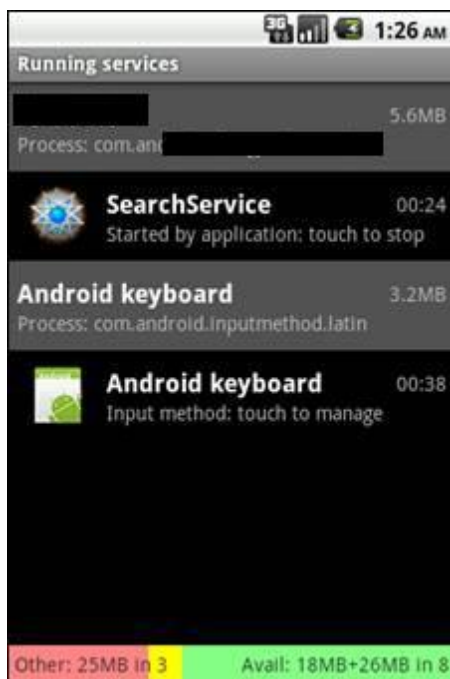 3G
1:26 AM
Running services
5.6MB
Process: com.and
SearchService
00:24
Started by application: touch to stop
Android keyboard
3.2MB
Process: com.android.inputmethod.latin
Android keyboard
00:38
Input method: touch to manage
Other: 25MB in 3
Avail: 18MB+26MB in 8